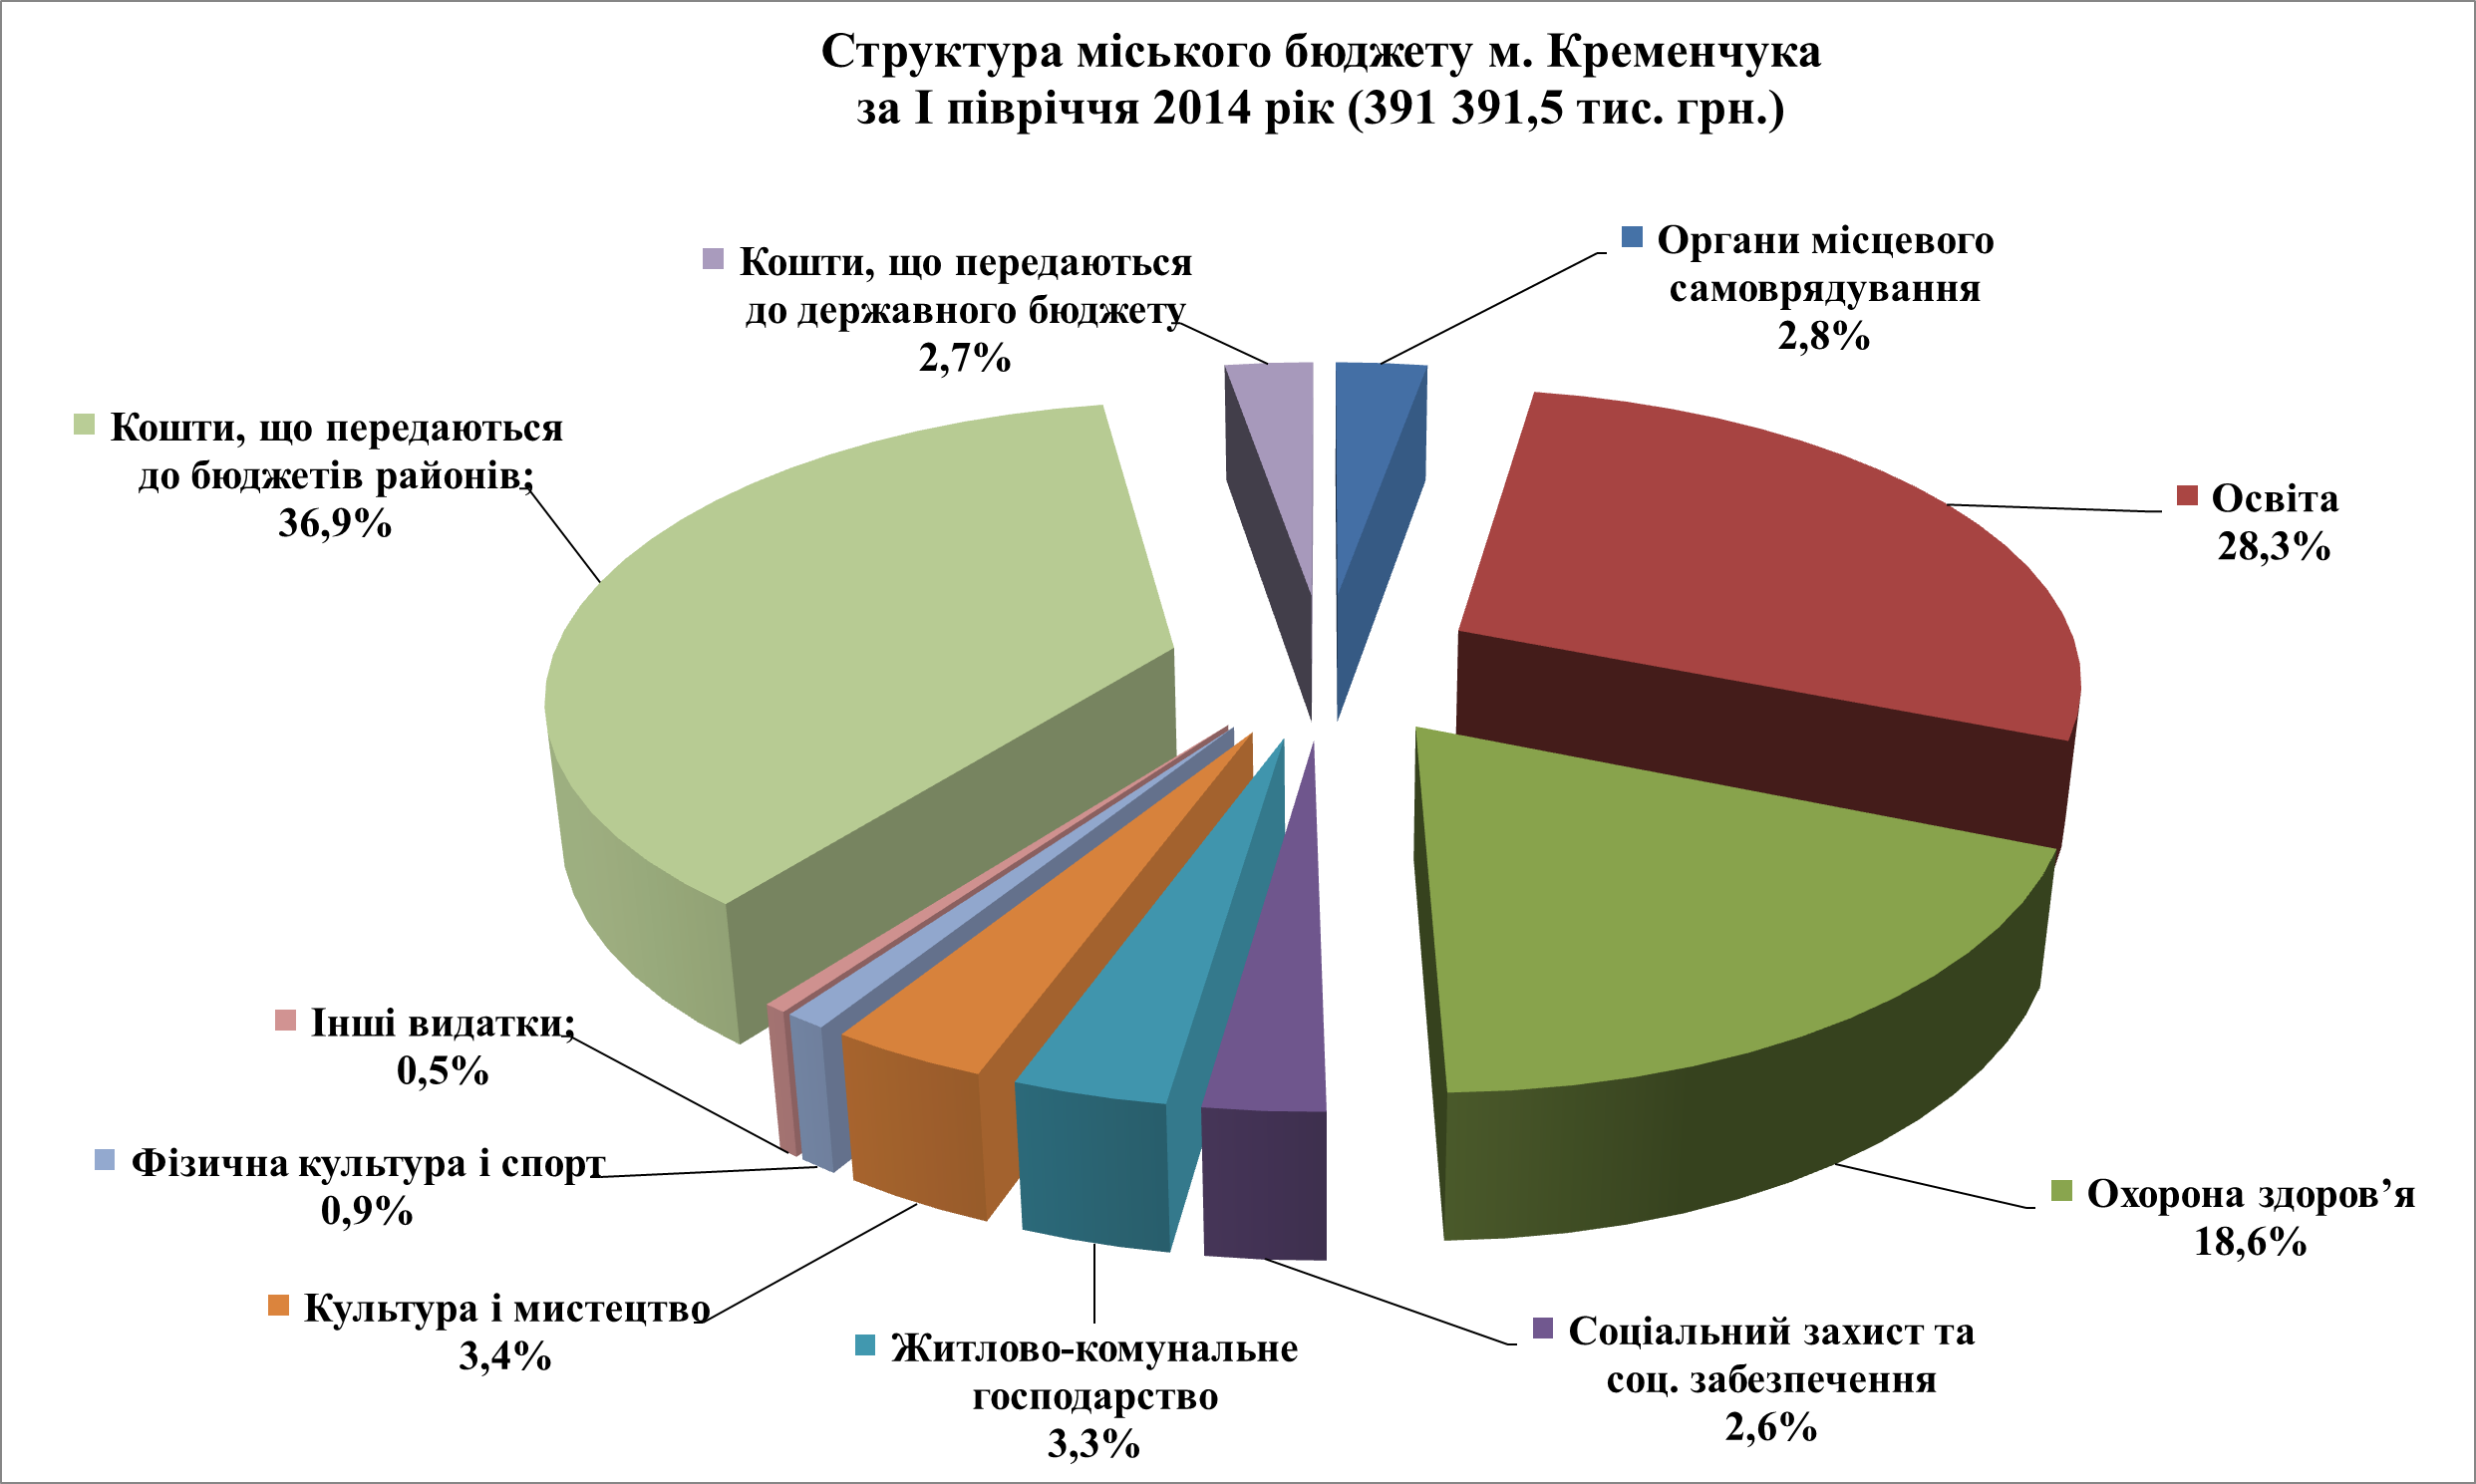 Структура міського бюджету м. Кременчука
за І півріччя 2014 рік (391 391,5 тис. грн.)
Органи місцевого
самоврядування
2,8%
Освіта
28,3%
Охорона здоров’я
18,6%
Соціальний захист та
соц. забезпечення
2,6%
Житлово-комунальне
господарство
3,3%
Культура і мистецтво
3,4%
Фізична культура і спорт
0,9%
Інші видатки;
0,5%
Кошти, що передаються
до бюджетів районів;
36,9%
Кошти, що передаються
до державного бюджету
2,7%